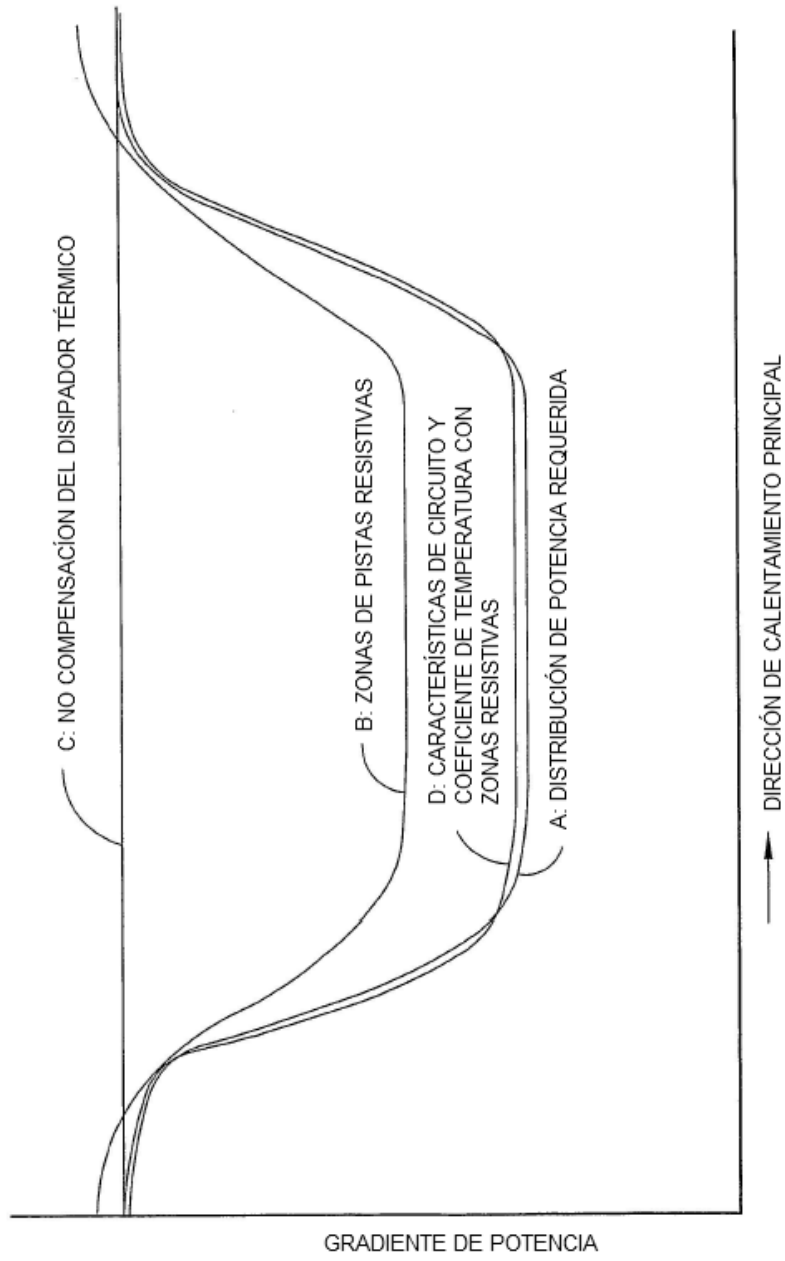 C: NO COMPENSACÍON DEL DISIPADOR TÉRMICO
B: ZONAS DE PISTAS RESISTIVAS
D: CARACTERÍSTICAS DE CIRCUITO Y
COEFICIENTE DE TEMPERATURA CON
ZONAS RESISTIVAS
A: DISTRIBUCIÓN DE POTENCIA REQUERIDA
DIRECCIÓN DE CALENTAMIENTO PRINCIPAL
GRADIENTE DE POTENCIA